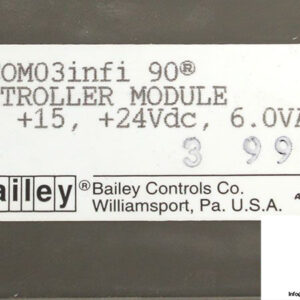 OM03infi 90®
TROLLER MODULE
+15, +24Vdc, 6.0VA
3 99
ailey ® Bailey Controls Co.
Williamsport, Pa. U.S.A.